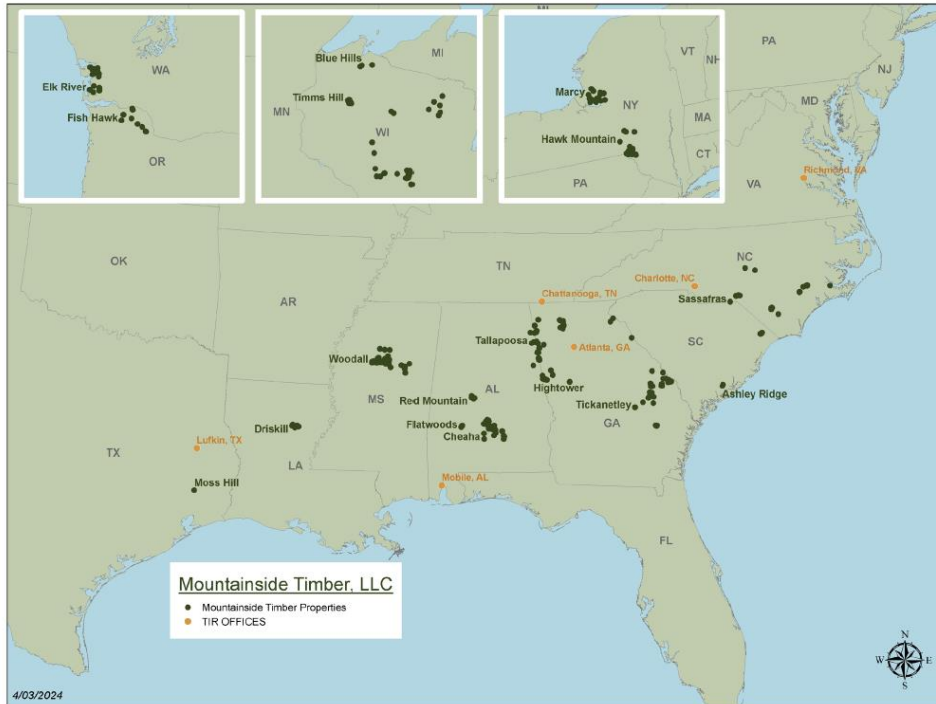 WA
Elk River
Fish Hawk
OR
MI
Blue Hills
Timms Hill
MN
MI
WI
Marcy
NY
VT
NH
MA
CT
Hawk Mountain
PA
PA
NJ
MD
VA
Richmond, VA
OK
AR
TN
NC
Charlotte, NC
Sassafras
Chattanooga, TN
Tallapoosa
Atlanta, GA
SC
Woodall
Hightower
Ashley Ridge
MS
AL
Red Mountain
Tickanetley
GA
Flatwoods
Cheaha
Driskill
Lufkin, TX
TX
LA
Moss Hill
Mobile, AL
FL
Mountainside Timber, LLC
Mountainside Timber Properties
TIR OFFICES
N
W
E
S
4/03/2024